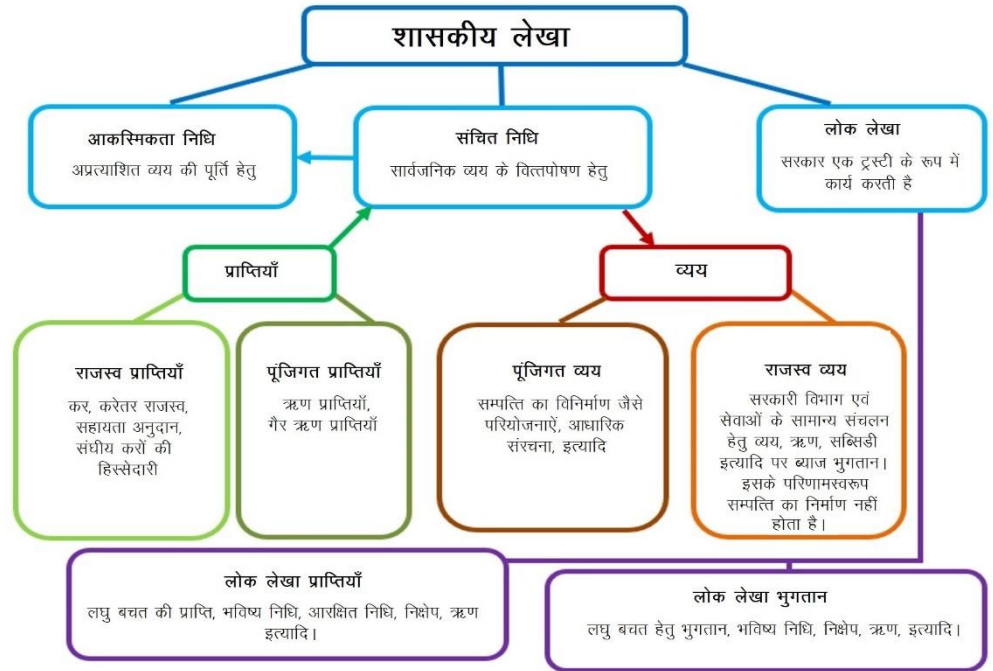 शासकीय लेखा
आकस्मिकता निधि
अप्रत्याशित व्यय की पूर्ति हेतु
संचित निधि
सार्वजनिक व्यय के वित्तपोषण हेतु
लोक लेखा
सरकार एक ट्रस्टी के रूप में
कार्य करती है
प्राप्तियाँ
व्यय
राजस्व प्राप्तियाँ
कर, करेतर राजस्व,
सहायता अनुदान,
संघीय करों की
हिस्सेदारी
पूंजिगत प्राप्तियाँ
ऋण प्राप्तियाँ,
गैर ऋण प्राप्तियाँ
पूंजिगत व्यय
सम्पत्ति का विनिर्माण जैसे
परियोजनाऐं, आधारिक
संरचना, इत्यादि
राजस्व व्यय
सरकारी विभाग एवं
सेवाओं के सामान्य संचलन
हेतु व्यय, ऋण, सब्सिडी
इत्यादि पर ब्याज भुगतान।
इसके परिणामस्वरूप
सम्पत्ति का निर्माण नहीं
होता है।
लोक लेखा प्राप्तियाँ
लघु बचत की प्राप्ति, भविष्य निधि, आरक्षित निधि, निक्षेप, ऋण
इत्यादि।
लोक लेखा भुगतान
लघु बचत हेतु भुगतान, भविष्य निधि, निक्षेप, ऋण, इत्यादि।